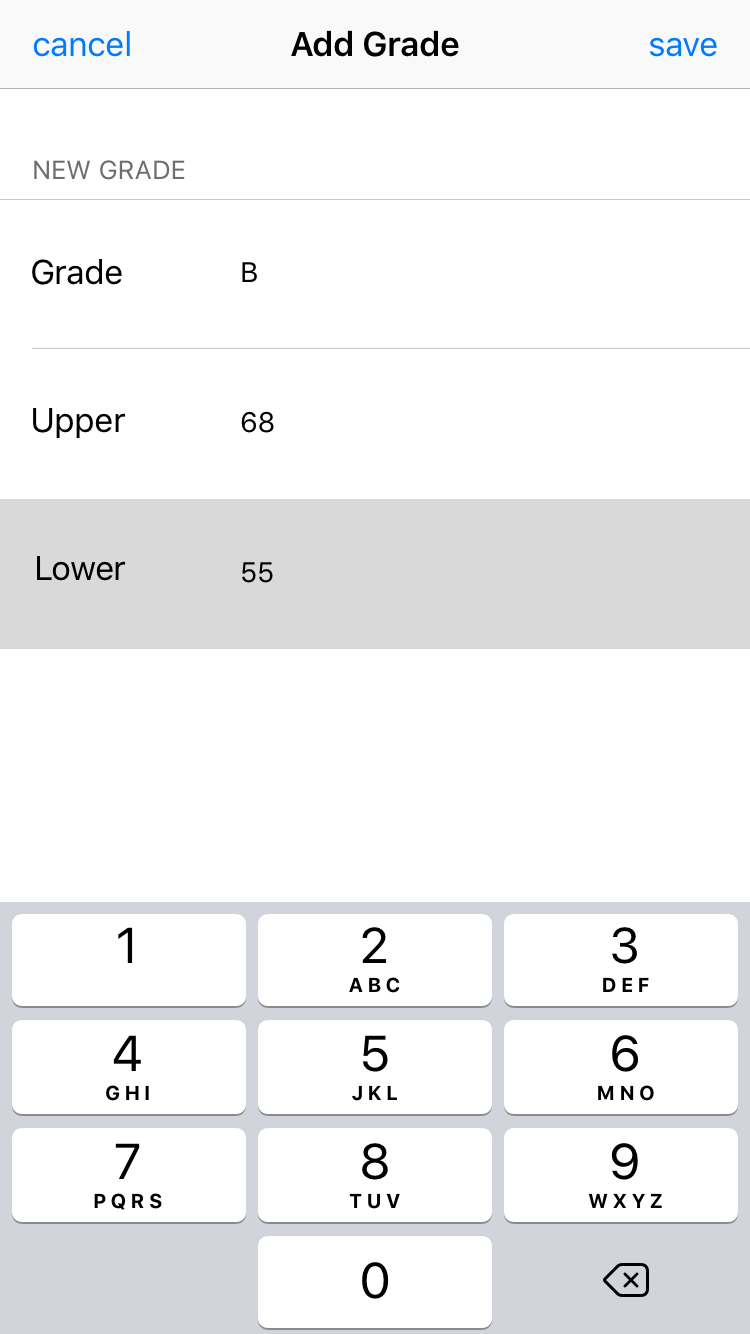 cancel Add Grade save
NEW GRADE
Grade B
Upper 68
Lower 55
1 2 3
ABC DEF
4 5 6
GHI JKL MNO
7 8 9
PQRS TUV WXYZ
0